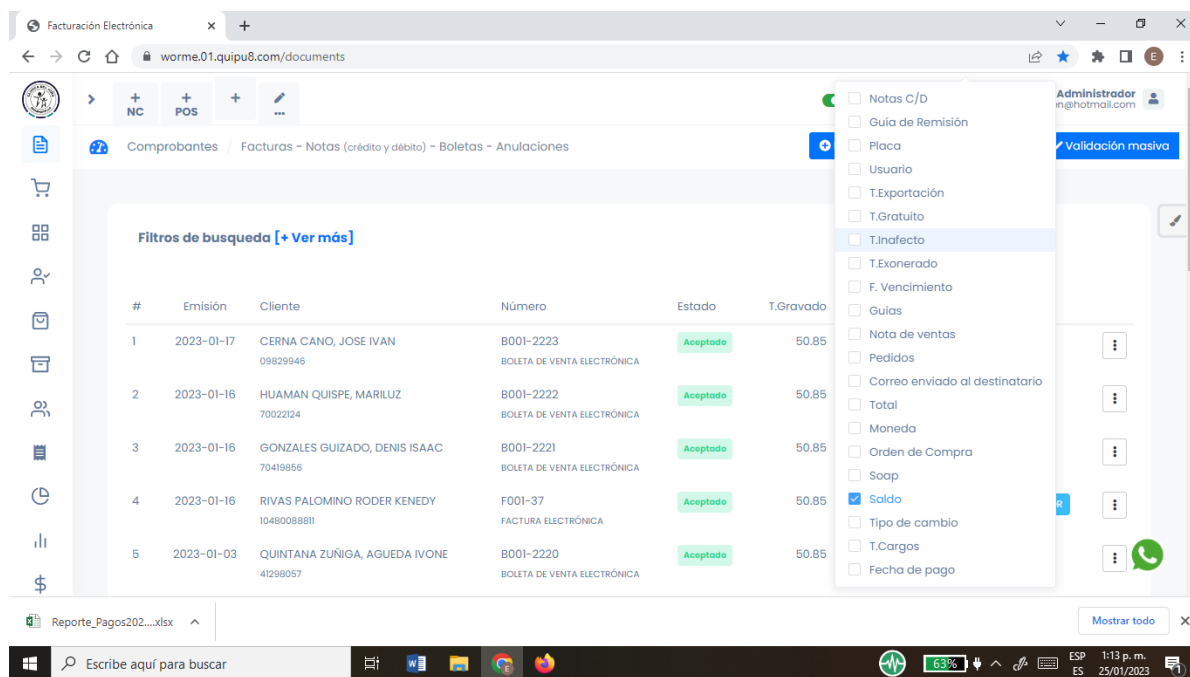 Facturación Electrónica
worme.01.quipu8.com/documents
E
+ NC
+ POS
+
...
Administrador
n@hotmail.com
Comprobantes / Facturas - Notas (crédito y débito) - Boletas - Anulaciones
Validación masiva
Filtros de busqueda [+ Ver más]
# Emisión Cliente Número Estado T.Gravado
1 2023-01-17 CERNA CANO, JOSE IVAN B001-2223 Aceptado 50.85
09829946 BOLETA DE VENTA ELECTRÓNICA
2 2023-01-16 HUAMAN QUISPE, MARILUZ B001-2222 Aceptado 50.85
70022124 BOLETA DE VENTA ELECTRÓNICA
3 2023-01-16 GONZALES GUIZADO, DENIS ISAAC B001-2221 Aceptado 50.85
70419856 BOLETA DE VENTA ELECTRÓNICA
4 2023-01-16 RIVAS PALOMINO RODER KENEDY F001-37 Aceptado 50.85 R
10480088811 FACTURA ELECTRÓNICA
5 2023-01-03 QUINTANA ZUÑIGA, AGUEDA IVONE B001-2220 Aceptado 50.85
41298057 BOLETA DE VENTA ELECTRÓNICA
Notas C/D
Guia de Remisión
Placa
Usuario
T.Exportación
T.Gratuito
T.Inafecto
T.Exonerado
F. Vencimiento
Guias
Nota de ventas
Pedidos
Correo enviado al destinatario
Total
Moneda
Orden de Compra
Soap
Saldo
Tipo de cambio
T.Cargos
Fecha de pago
Reporte_Pagos202....xlsx
Mostrar todo
Escribe aquí para buscar
63%
ESP
ES
1:13 p. m.
25/01/2023
1